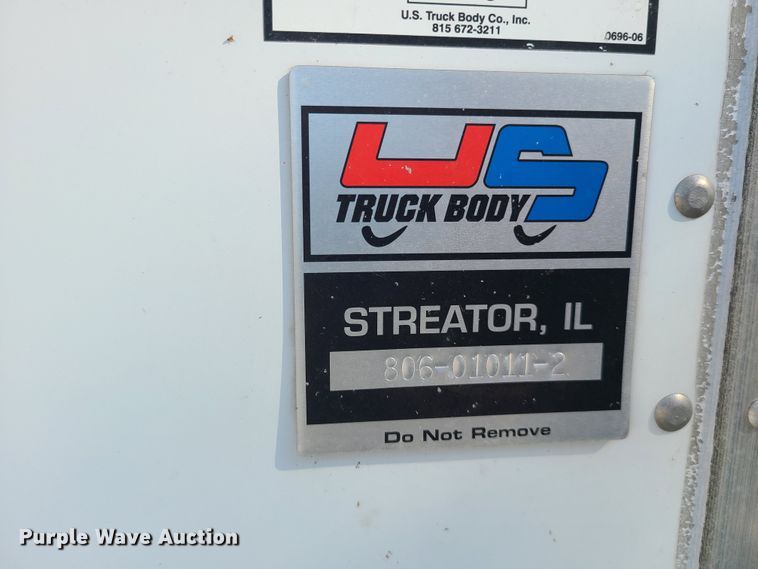 U.S. Truck Body Co., Inc.
815 672-3211
0696-06
US
TRUCK BODY
STREATOR, IL
806-01011-2
Do Not Remove
Purple Wave Auction